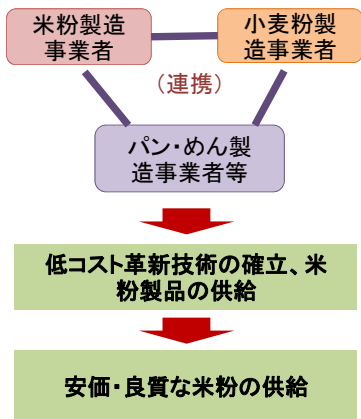 米粉製造
事業者
小麦粉製
造事業者
（連携）
パン・めん製
造事業者等
低コスト革新技術の確立、米
粉製品の供給
安価・良質な米粉の供給